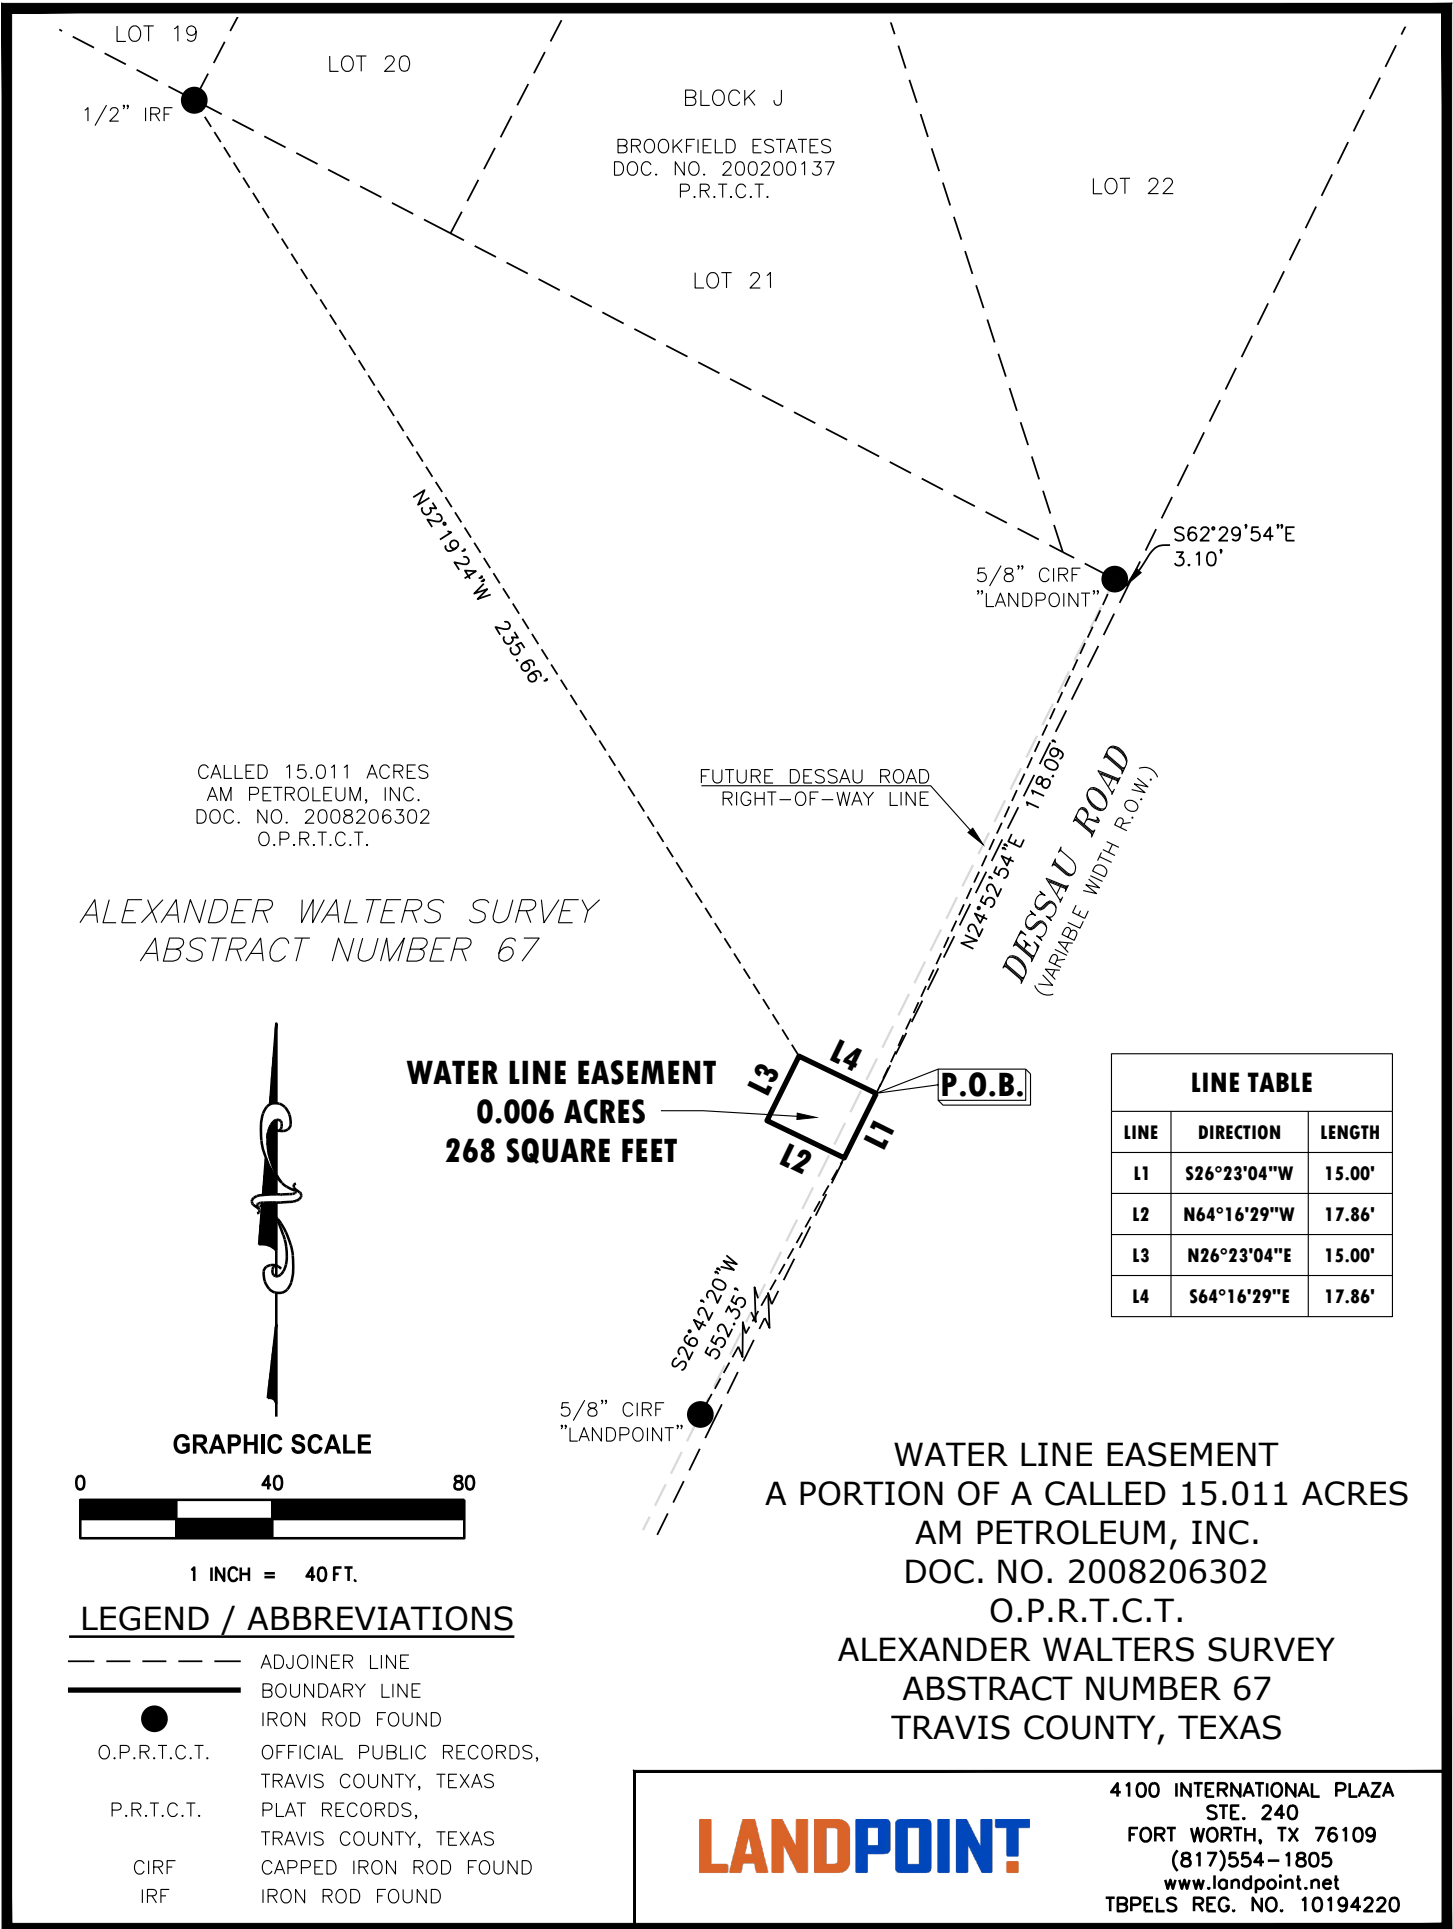 LOT 19
LOT 20
1/2" IRF
BLOCK J
BROOKFIELD ESTATES
DOC. NO. 200200137
P.R.T.C.T.
LOT 22
LOT 21
N32°19'24"W 235.66'
S62°29'54"E
3.10'
5/8" CIRF
"LANDPOINT"
CALLED 15.011 ACRES
AM PETROLEUM, INC.
DOC. NO. 2008206302
O.P.R.T.C.T.
FUTURE DESSAU ROAD
RIGHT-OF-WAY LINE
N24°52'54"E 118.09'
DESSAU ROAD
(VARIABLE WIDTH R.O.W.)
ALEXANDER WALTERS SURVEY
ABSTRACT NUMBER 67
WATER LINE EASEMENT
0.006 ACRES
268 SQUARE FEET
L4
L3
L1
L2
P.O.B.
LINE TABLE
LINE DIRECTION LENGTH
L1 S26°23'04"W 15.00'
L2 N64°16'29"W 17.86'
L3 N26°23'04"E 15.00'
L4 S64°16'29"E 17.86'
S26°42'20"W
552.35'
5/8" CIRF
"LANDPOINT"
GRAPHIC SCALE
0 40 80
1 INCH = 40 FT.
LEGEND / ABBREVIATIONS
ADJOINER LINE
BOUNDARY LINE
IRON ROD FOUND
O.P.R.T.C.T. OFFICIAL PUBLIC RECORDS,
TRAVIS COUNTY, TEXAS
P.R.T.C.T. PLAT RECORDS,
TRAVIS COUNTY, TEXAS
CIRF CAPPED IRON ROD FOUND
IRF IRON ROD FOUND
WATER LINE EASEMENT
A PORTION OF A CALLED 15.011 ACRES
AM PETROLEUM, INC.
DOC. NO. 2008206302
O.P.R.T.C.T.
ALEXANDER WALTERS SURVEY
ABSTRACT NUMBER 67
TRAVIS COUNTY, TEXAS
LANDPOINT
4100 INTERNATIONAL PLAZA
STE. 240
FORT WORTH, TX 76109
(817)554-1805
www.landpoint.net
TBPELS REG. NO. 10194220